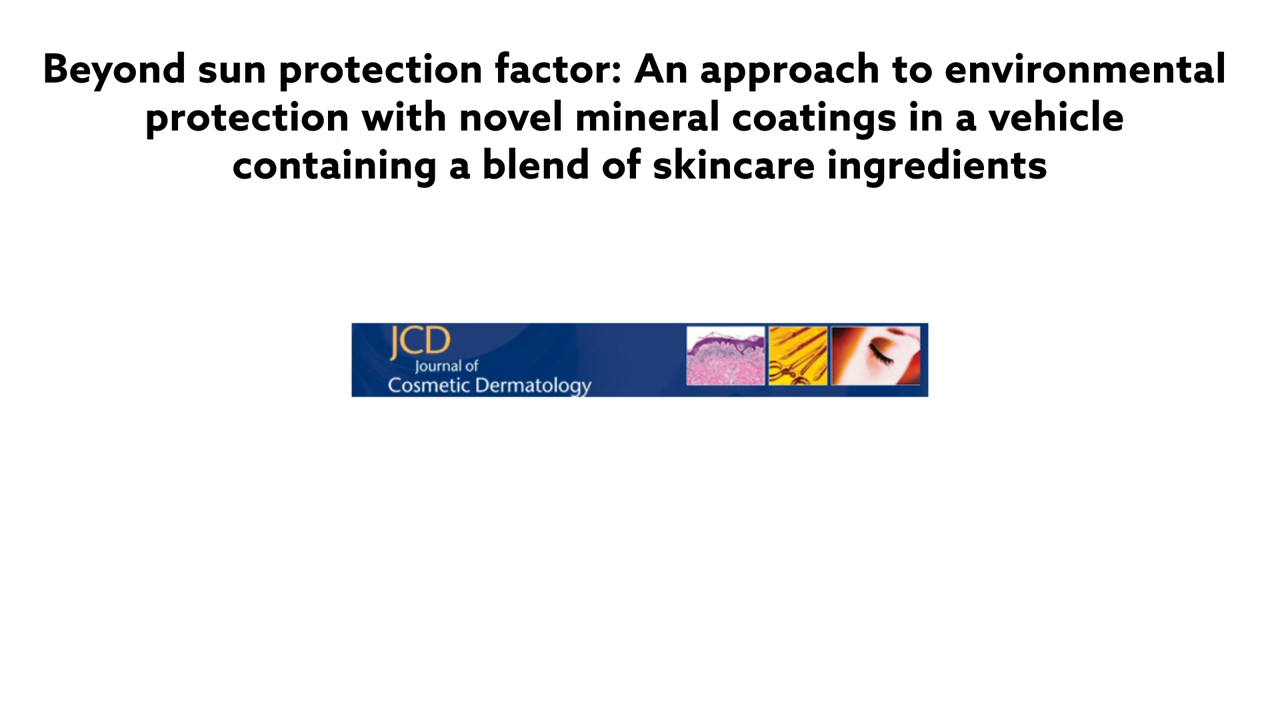 Beyond sun protection factor: An approach to environmental
protection with novel mineral coatings in a vehicle
containing a blend of skincare ingredients
JCD
Journal of
Cosmetic Dermatology